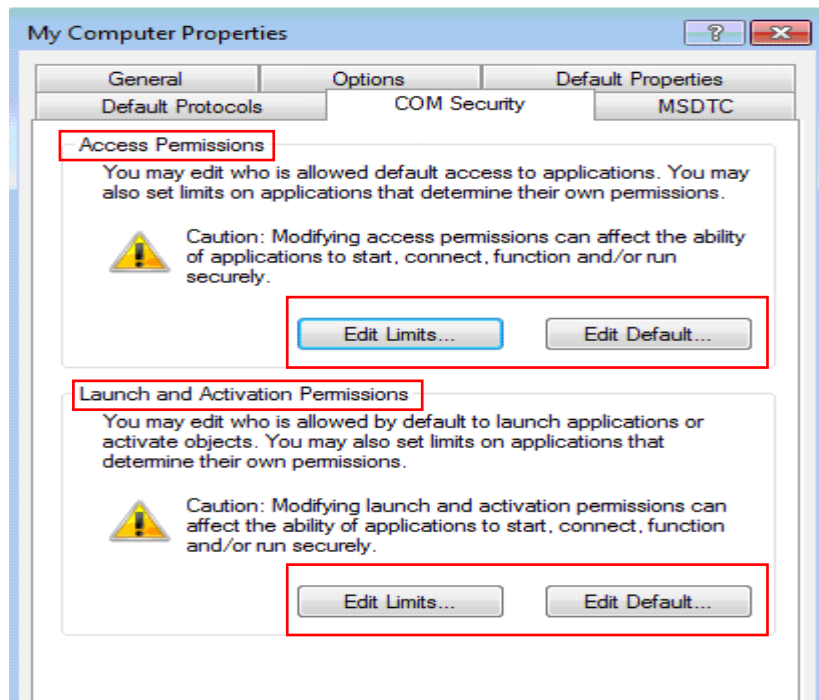 My Computer Properties
General Options Default Properties
Default Protocols COM Security MSDTC
Access Permissions
You may edit who is allowed default access to applications. You may
also set limits on applications that determine their own permissions.
Caution: Modifying access permissions can affect the ability
of applications to start, connect, function and/or run
securely.
Edit Limits... Edit Default...
Launch and Activation Permissions
You may edit who is allowed by default to launch applications or
activate objects. You may also set limits on applications that
determine their own permissions.
Caution: Modifying launch and activation permissions can
affect the ability of applications to start, connect, function
and/or run securely.
Edit Limits... Edit Default...